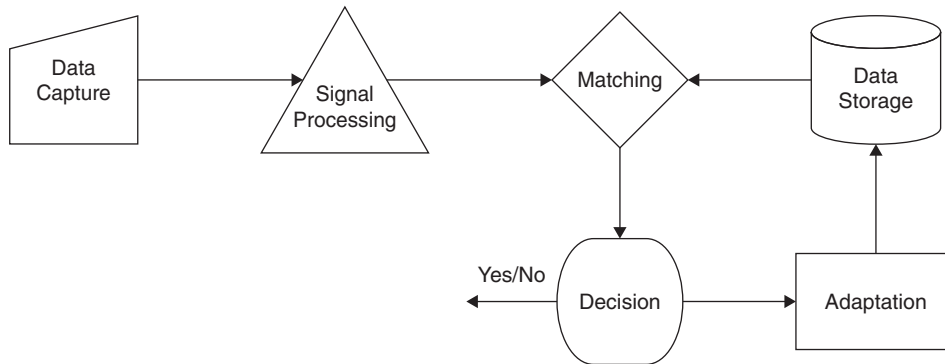 Data
Capture
Signal
Processing
Matching
Data
Storage
Yes/No
Decision
Adaptation